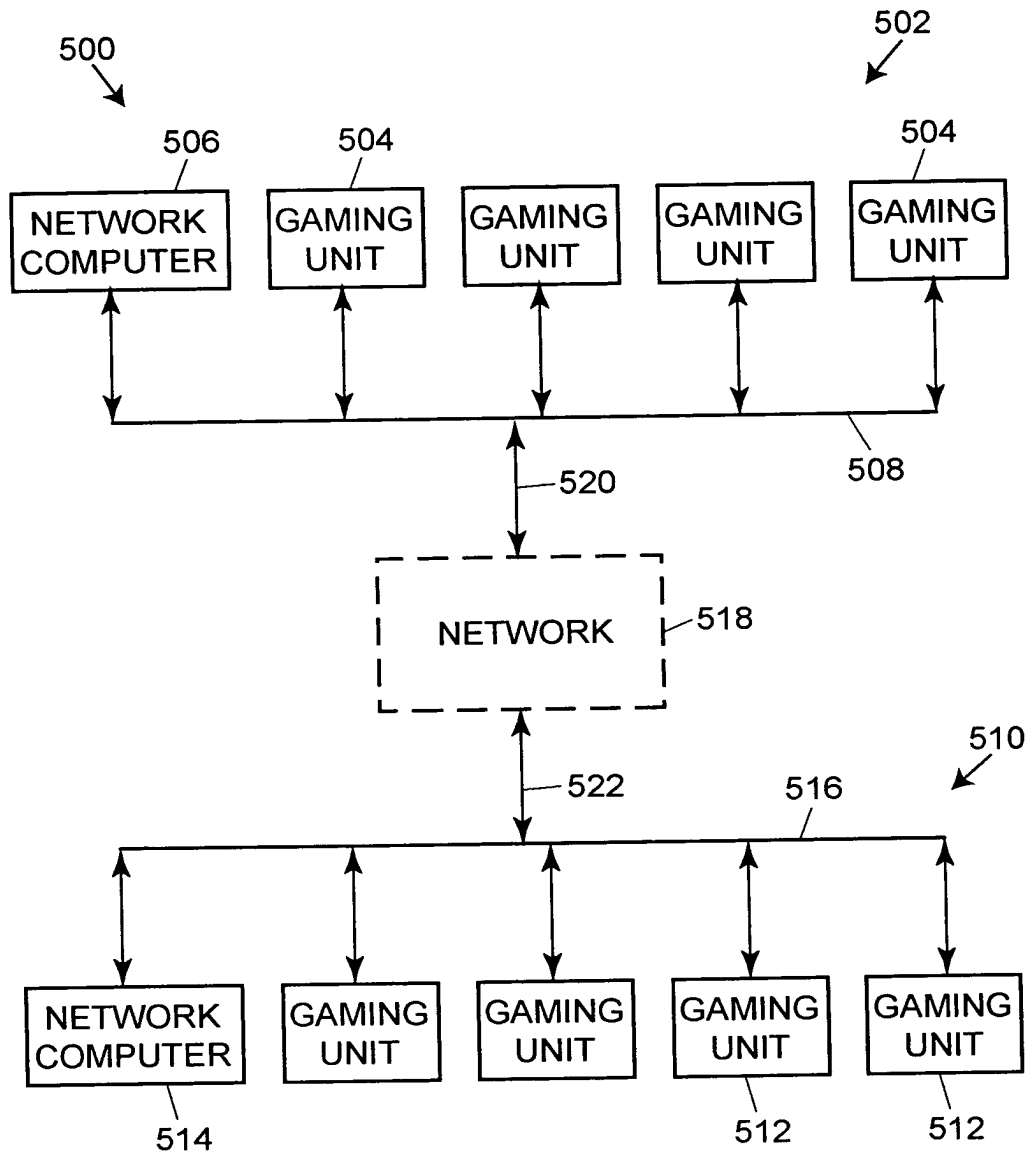 500
502
506
504
504
NETWORK
COMPUTER
GAMING
UNIT
GAMING
UNIT
GAMING
UNIT
GAMING
UNIT
508
520
NETWORK
518
510
522
516
NETWORK
COMPUTER
GAMING
UNIT
GAMING
UNIT
GAMING
UNIT
GAMING
UNIT
514
512
512